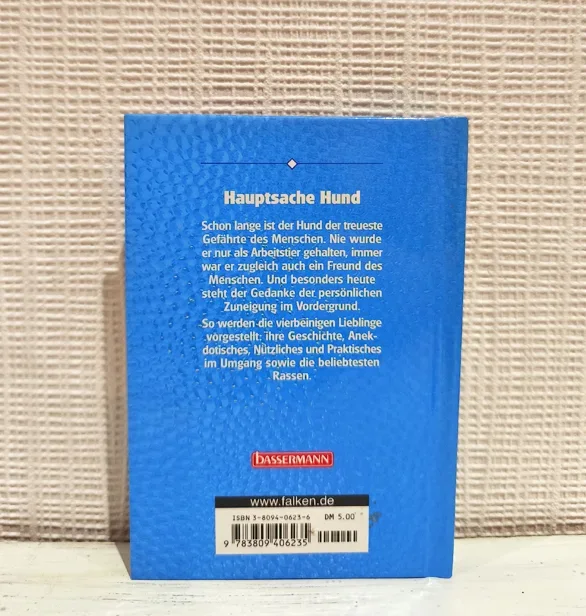 Hauptsache Hund
Schon lange ist der Hund der treueste
Gefährte des Menschen. Nie wurde
er nur als Arbeitstier gehalten, immer
war er zugleich auch ein Freund des
Menschen. Und besonders heute
steht der Gedanke der persönlichen
Zuneigung im Vordergrund.
So werden die vierbeinigen Lieblinge
vorgestellt: ihre Geschichte, Anek-
dotisches, Nützliches und Praktisches
im Umgang sowie die beliebtesten
Rassen.
bassermann
www.falken.de
ISBN 3-8094-0623-6 DM 5.00
9 783809 406235